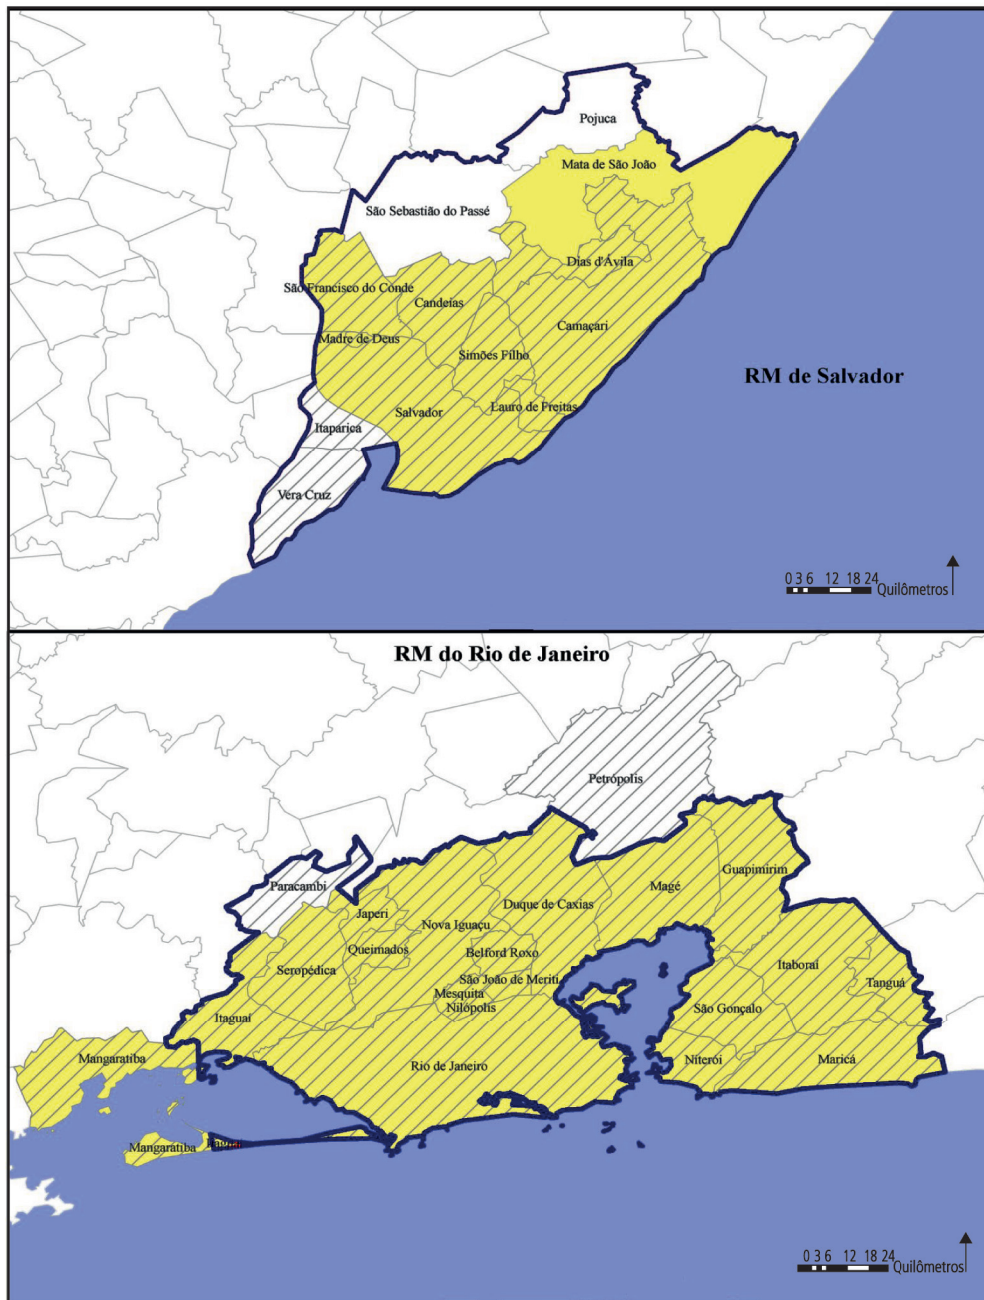 Pojuca
Mata de São João
São Sebastião do Passé
Dias d'Ávila
São Francisco do Conde
Candeias
Camaçari
Madre de Deus
Simões Filho
RM de Salvador
Lauro de Freitas
Salvador
Itaparica
Vera Cruz
0 3 6 12 18 24
Quilômetros
RM do Rio de Janeiro
Petrópolis
Guapimirim
Paracambi
Magé
Duque de Caxias
Japeri
Nova Iguaçu
Queimados
Belford Roxo
Itaboraí
Seropédica
São João de Meriti
Tanguá
Mesquita
Nilópolis
São Gonçalo
Itaguaí
Mangaratiba
Rio de Janeiro
Niterói
Maricá
Mangaratiba
0 3 6 12 18 24
Quilômetros